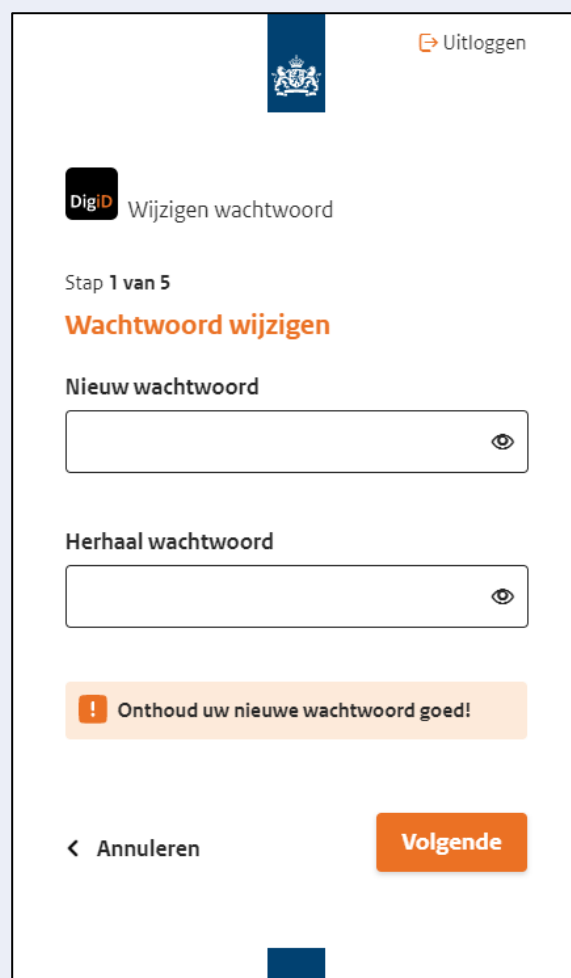 Uitloggen
DigiD Wijzigen wachtwoord
Stap 1 van 5
Wachtwoord wijzigen
Nieuw wachtwoord
Herhaal wachtwoord
! Onthoud uw nieuwe wachtwoord goed!
Annuleren
Volgende